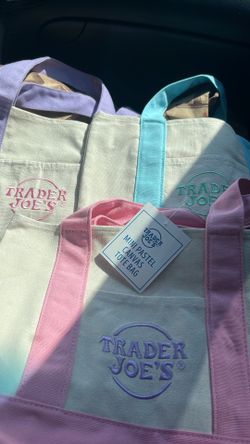 TRADER
JOE'S
TRADER
JOE'S
TRADER
JOE'S
MINI PASTEL
CANVAS
TOTE BAG
TRADER
JOE'S®